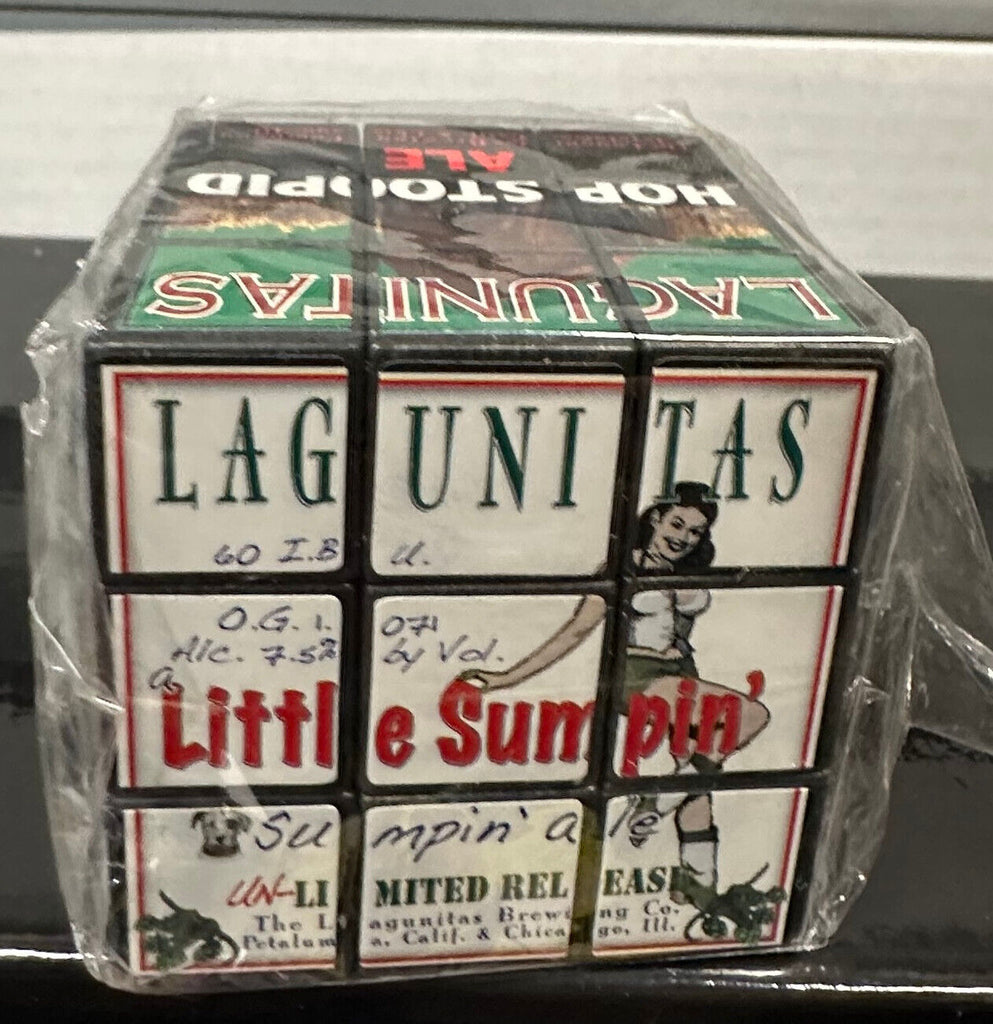 ALE
HOP STOOPID
LAGUNITAS
LAGUNITAS
60 I.B.U.
O.G. 1.071
Alc. 7.5% by Vol.
a Little Sumpin'
Sumpin' ale
UN-LIMITED RELEASE
The Lagunitas Brewing Co.
Petaluma, Calif. & Chicago, Ill.